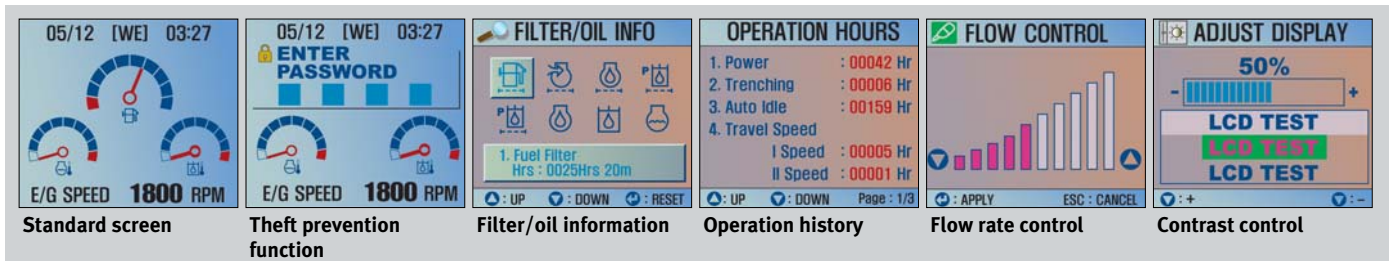 05/12 [WE] 03:27
E/G SPEED 1800 RPM
Standard screen
05/12 [WE] 03:27
ENTER
PASSWORD
E/G SPEED 1800 RPM
Theft prevention
function
FILTER/OIL INFO
P
P
1. Fuel Filter
Hrs : 0025Hrs 20m
: UP : DOWN : RESET
Filter/oil information
OPERATION HOURS
1. Power : 00042 Hr
2. Trenching : 00006 Hr
3. Auto Idle : 00159 Hr
4. Travel Speed
I Speed : 00005 Hr
II Speed : 00001 Hr
: UP : DOWN Page : 1/3
Operation history
FLOW CONTROL
: APPLY ESC : CANCEL
Flow rate control
ADJUST DISPLAY
50%
- +
LCD TEST
LCD TEST
LCD TEST
: + : -
Contrast control